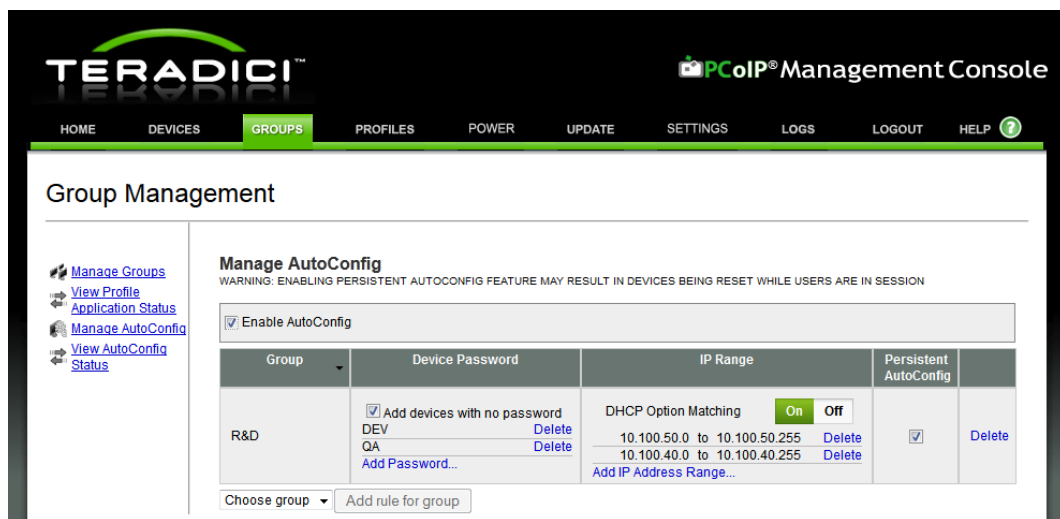 TERADICI™
PCoIP® Management Console
HOME DEVICES GROUPS PROFILES POWER UPDATE SETTINGS LOGS LOGOUT HELP ?
Group Management
Manage Groups
View Profile
Application Status
Manage AutoConfig
View AutoConfig
Status
Manage AutoConfig
WARNING: ENABLING PERSISTENT AUTOCONFIG FEATURE MAY RESULT IN DEVICES BEING RESET WHILE USERS ARE IN SESSION
Enable AutoConfig
Group Device Password IP Range Persistent
AutoConfig
R&D
Add devices with no password
DEV Delete
QA Delete
Add Password...
DHCP Option Matching On Off
10.100.50.0 to 10.100.50.255 Delete
10.100.40.0 to 10.100.40.255 Delete
Add IP Address Range...
Delete
Choose group Add rule for group